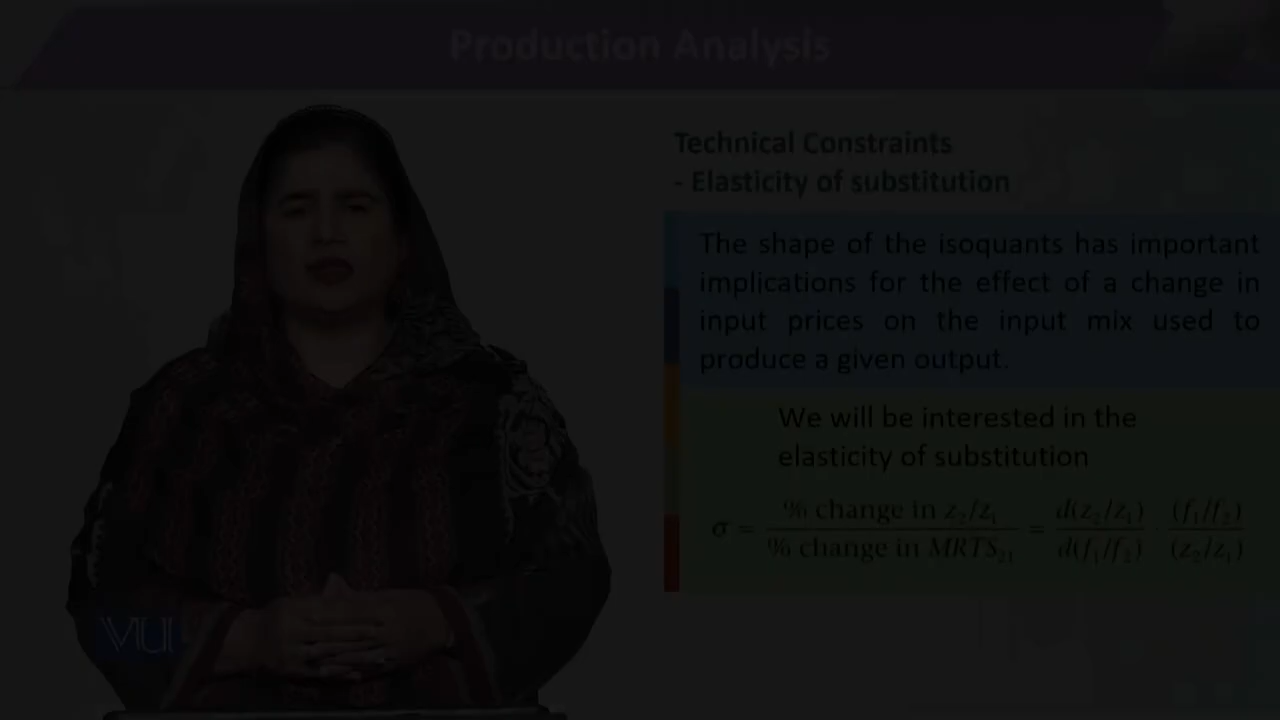 Production Analysis
Technical Constraints
- Elasticity of substitution
The shape of the isoquants has important
implications for the effect of a change in
input prices on the input mix used to
produce a given output.
We will be interested in the
elasticity of substitution
σ = % change in z₂/z₁ / % change in MRTS₂₁ = d(z₂/z₁) / d(f₁/f₂) · (f₁/f₂) / (z₂/z₁)
VU